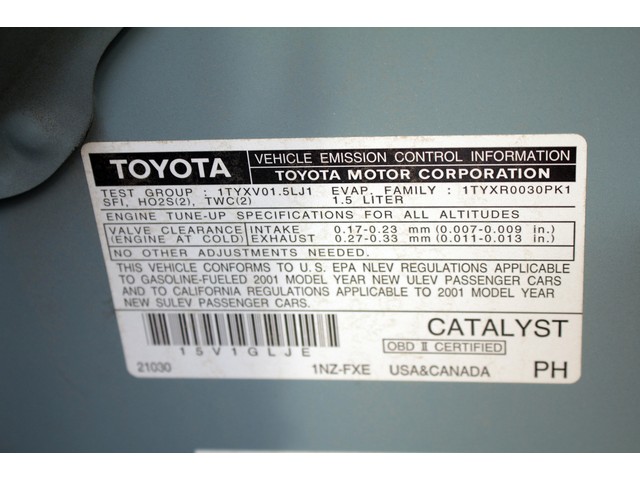 TOYOTA
VEHICLE EMISSION CONTROL INFORMATION
TOYOTA MOTOR CORPORATION
TEST GROUP : 1TYXV01.5LJ1 EVAP. FAMILY : 1TYXR0030PK1
SFI, HO2S(2), TWC(2) 1.5 LITER
ENGINE TUNE-UP SPECIFICATIONS FOR ALL ALTITUDES
VALVE CLEARANCE INTAKE 0.17-0.23 mm (0.007-0.009 in.)
(ENGINE AT COLD) EXHAUST 0.27-0.33 mm (0.011-0.013 in.)
NO OTHER ADJUSTMENTS NEEDED.
THIS VEHICLE CONFORMS TO U.S. EPA NLEV REGULATIONS APPLICABLE
TO GASOLINE-FUELED 2001 MODEL YEAR NEW ULEV PASSENGER CARS
AND TO CALIFORNIA REGULATIONS APPLICABLE TO 2001 MODEL YEAR
NEW SULEV PASSENGER CARS.
CATALYST
15V1GLJE
OBD II CERTIFIED
21030 1NZ-FXE USA&CANADA PH